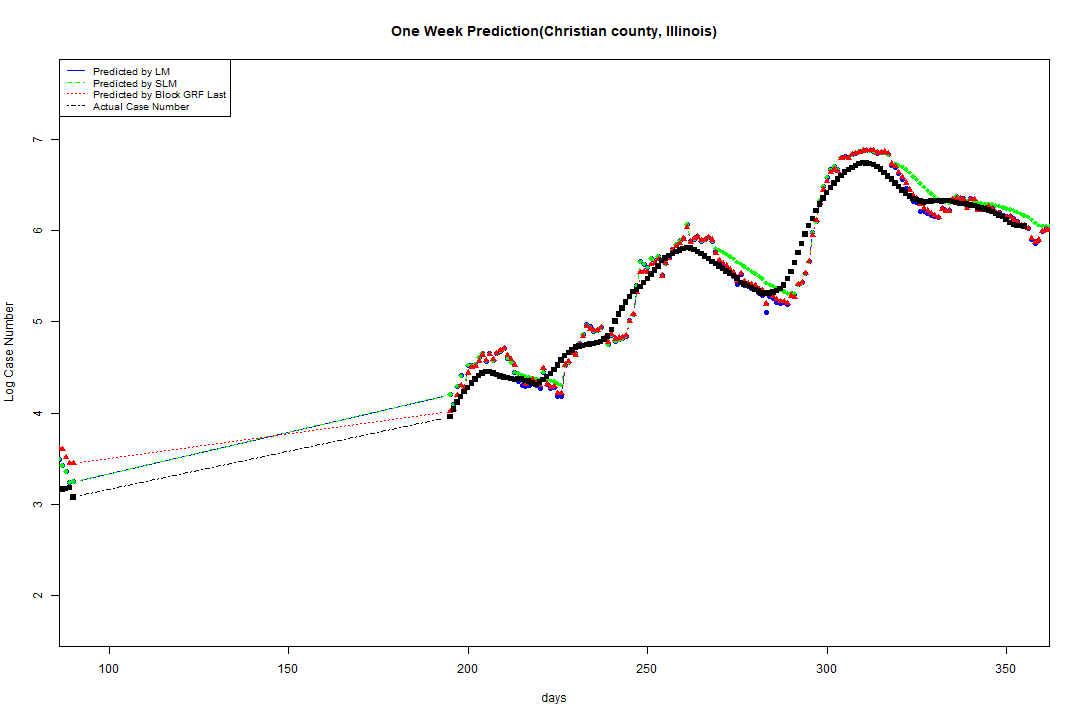 One Week Prediction(Christian county, Illinois)
Predicted by LM
Predicted by SLM
Predicted by Block GRF Last
Actual Case Number
7
6
5
4
3
2
Log Case Number
100 150 200 250 300 350
days